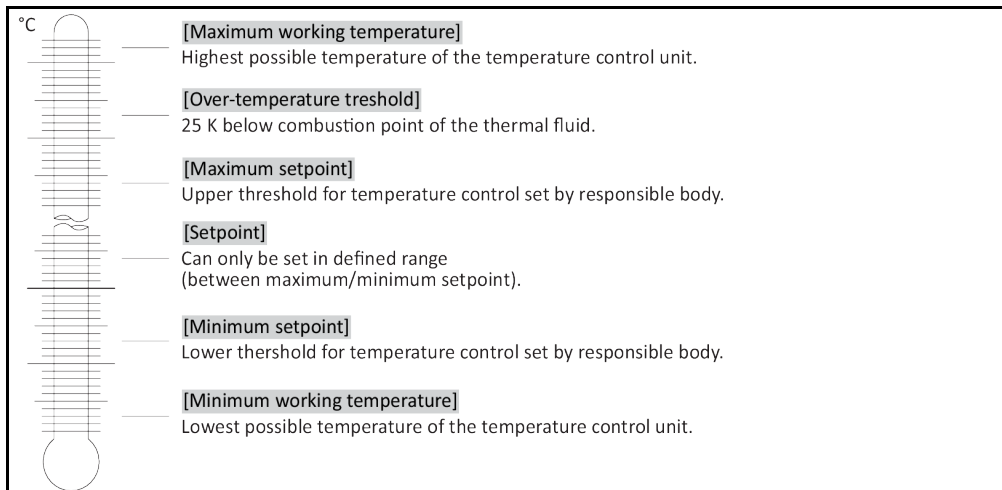 °C
[Maximum working temperature]
Highest possible temperature of the temperature control unit.
[Over-temperature treshold]
25 K below combustion point of the thermal fluid.
[Maximum setpoint]
Upper threshold for temperature control set by responsible body.
[Setpoint]
Can only be set in defined range
(between maximum/minimum setpoint).
[Minimum setpoint]
Lower thershold for temperature control set by responsible body.
[Minimum working temperature]
Lowest possible temperature of the temperature control unit.